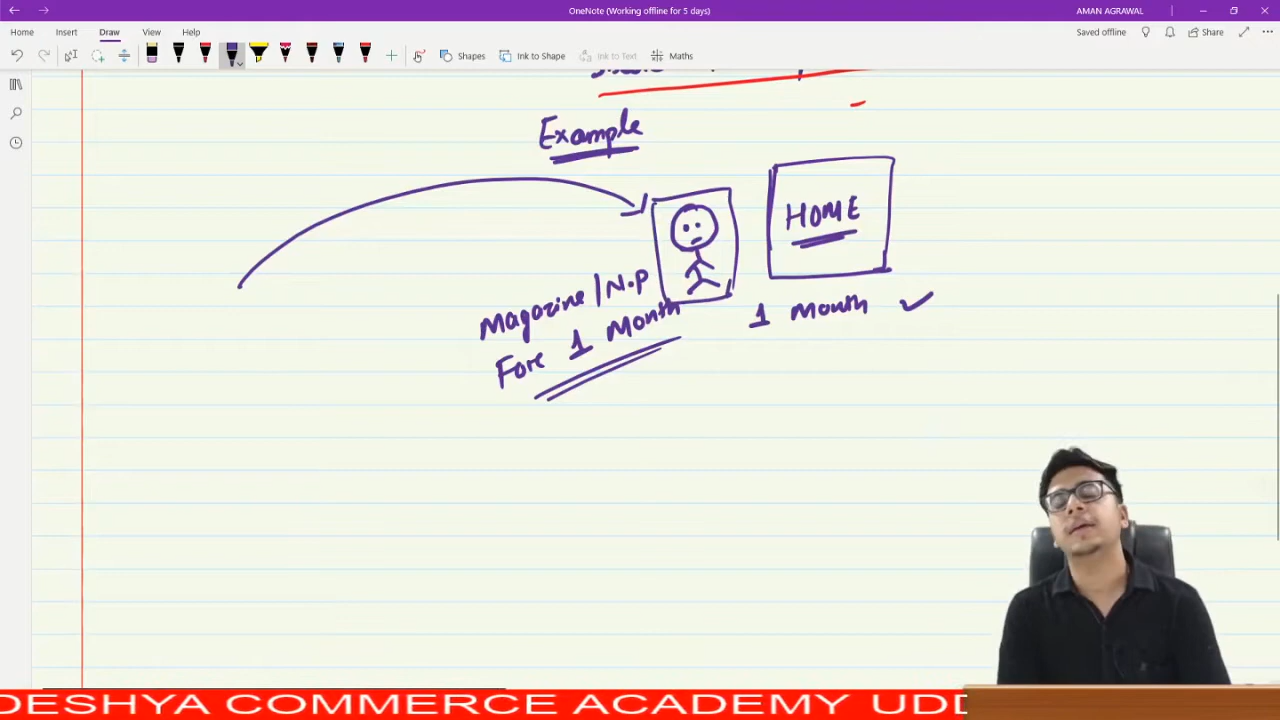 OneNote (Working offline for 5 days)
AMAN AGRAWAL
Home Insert Draw View Help
Saved offline
Share
Shapes
Ink to Shape
Ink to Text
Maths
Example
HOME
Magazine/N.P
Fore 1 Month
1 Month ✓
DESHYA COMMERCE ACADEMY UDD